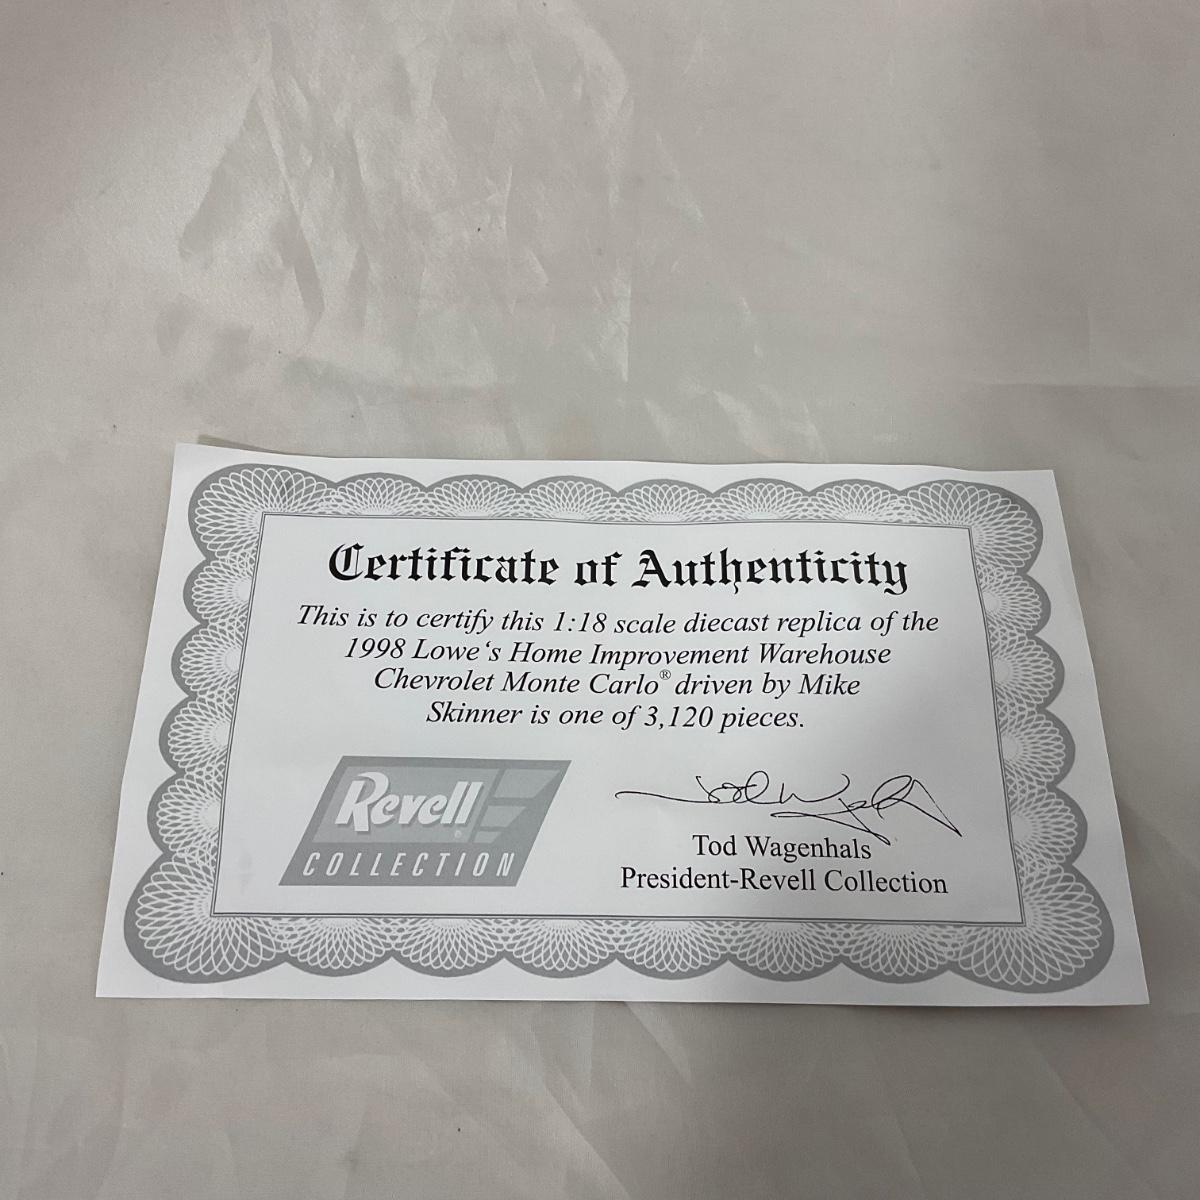 Certificate of Authenticity
This is to certify this 1:18 scale diecast replica of the
1998 Lowe‘s Home Improvement Warehouse
Chevrolet Monte Carlo® driven by Mike
Skinner is one of 3,120 pieces.
Revell®
COLLECTION
Tod Wagenhals
President-Revell Collection